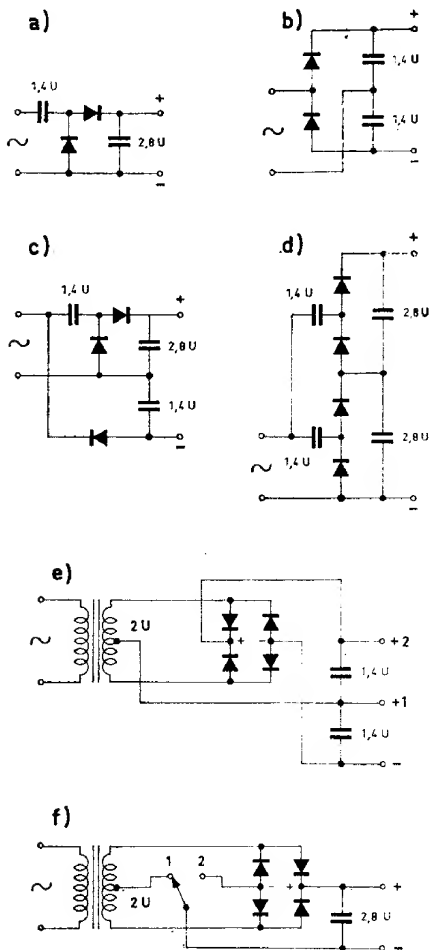 a)
1,4 U
+
2,8 U
−
b)
+
1,4 U
1,4 U
−
c)
1,4 U
+
2,8 U
1,4 U
−
d)
+
1,4 U
2,8 U
1,4 U
2,8 U
−
e)
2 U
+ −
+2
1,4 U
+1
1,4 U
−
f)
1 2
2 U
− +
+
2,8 U
−